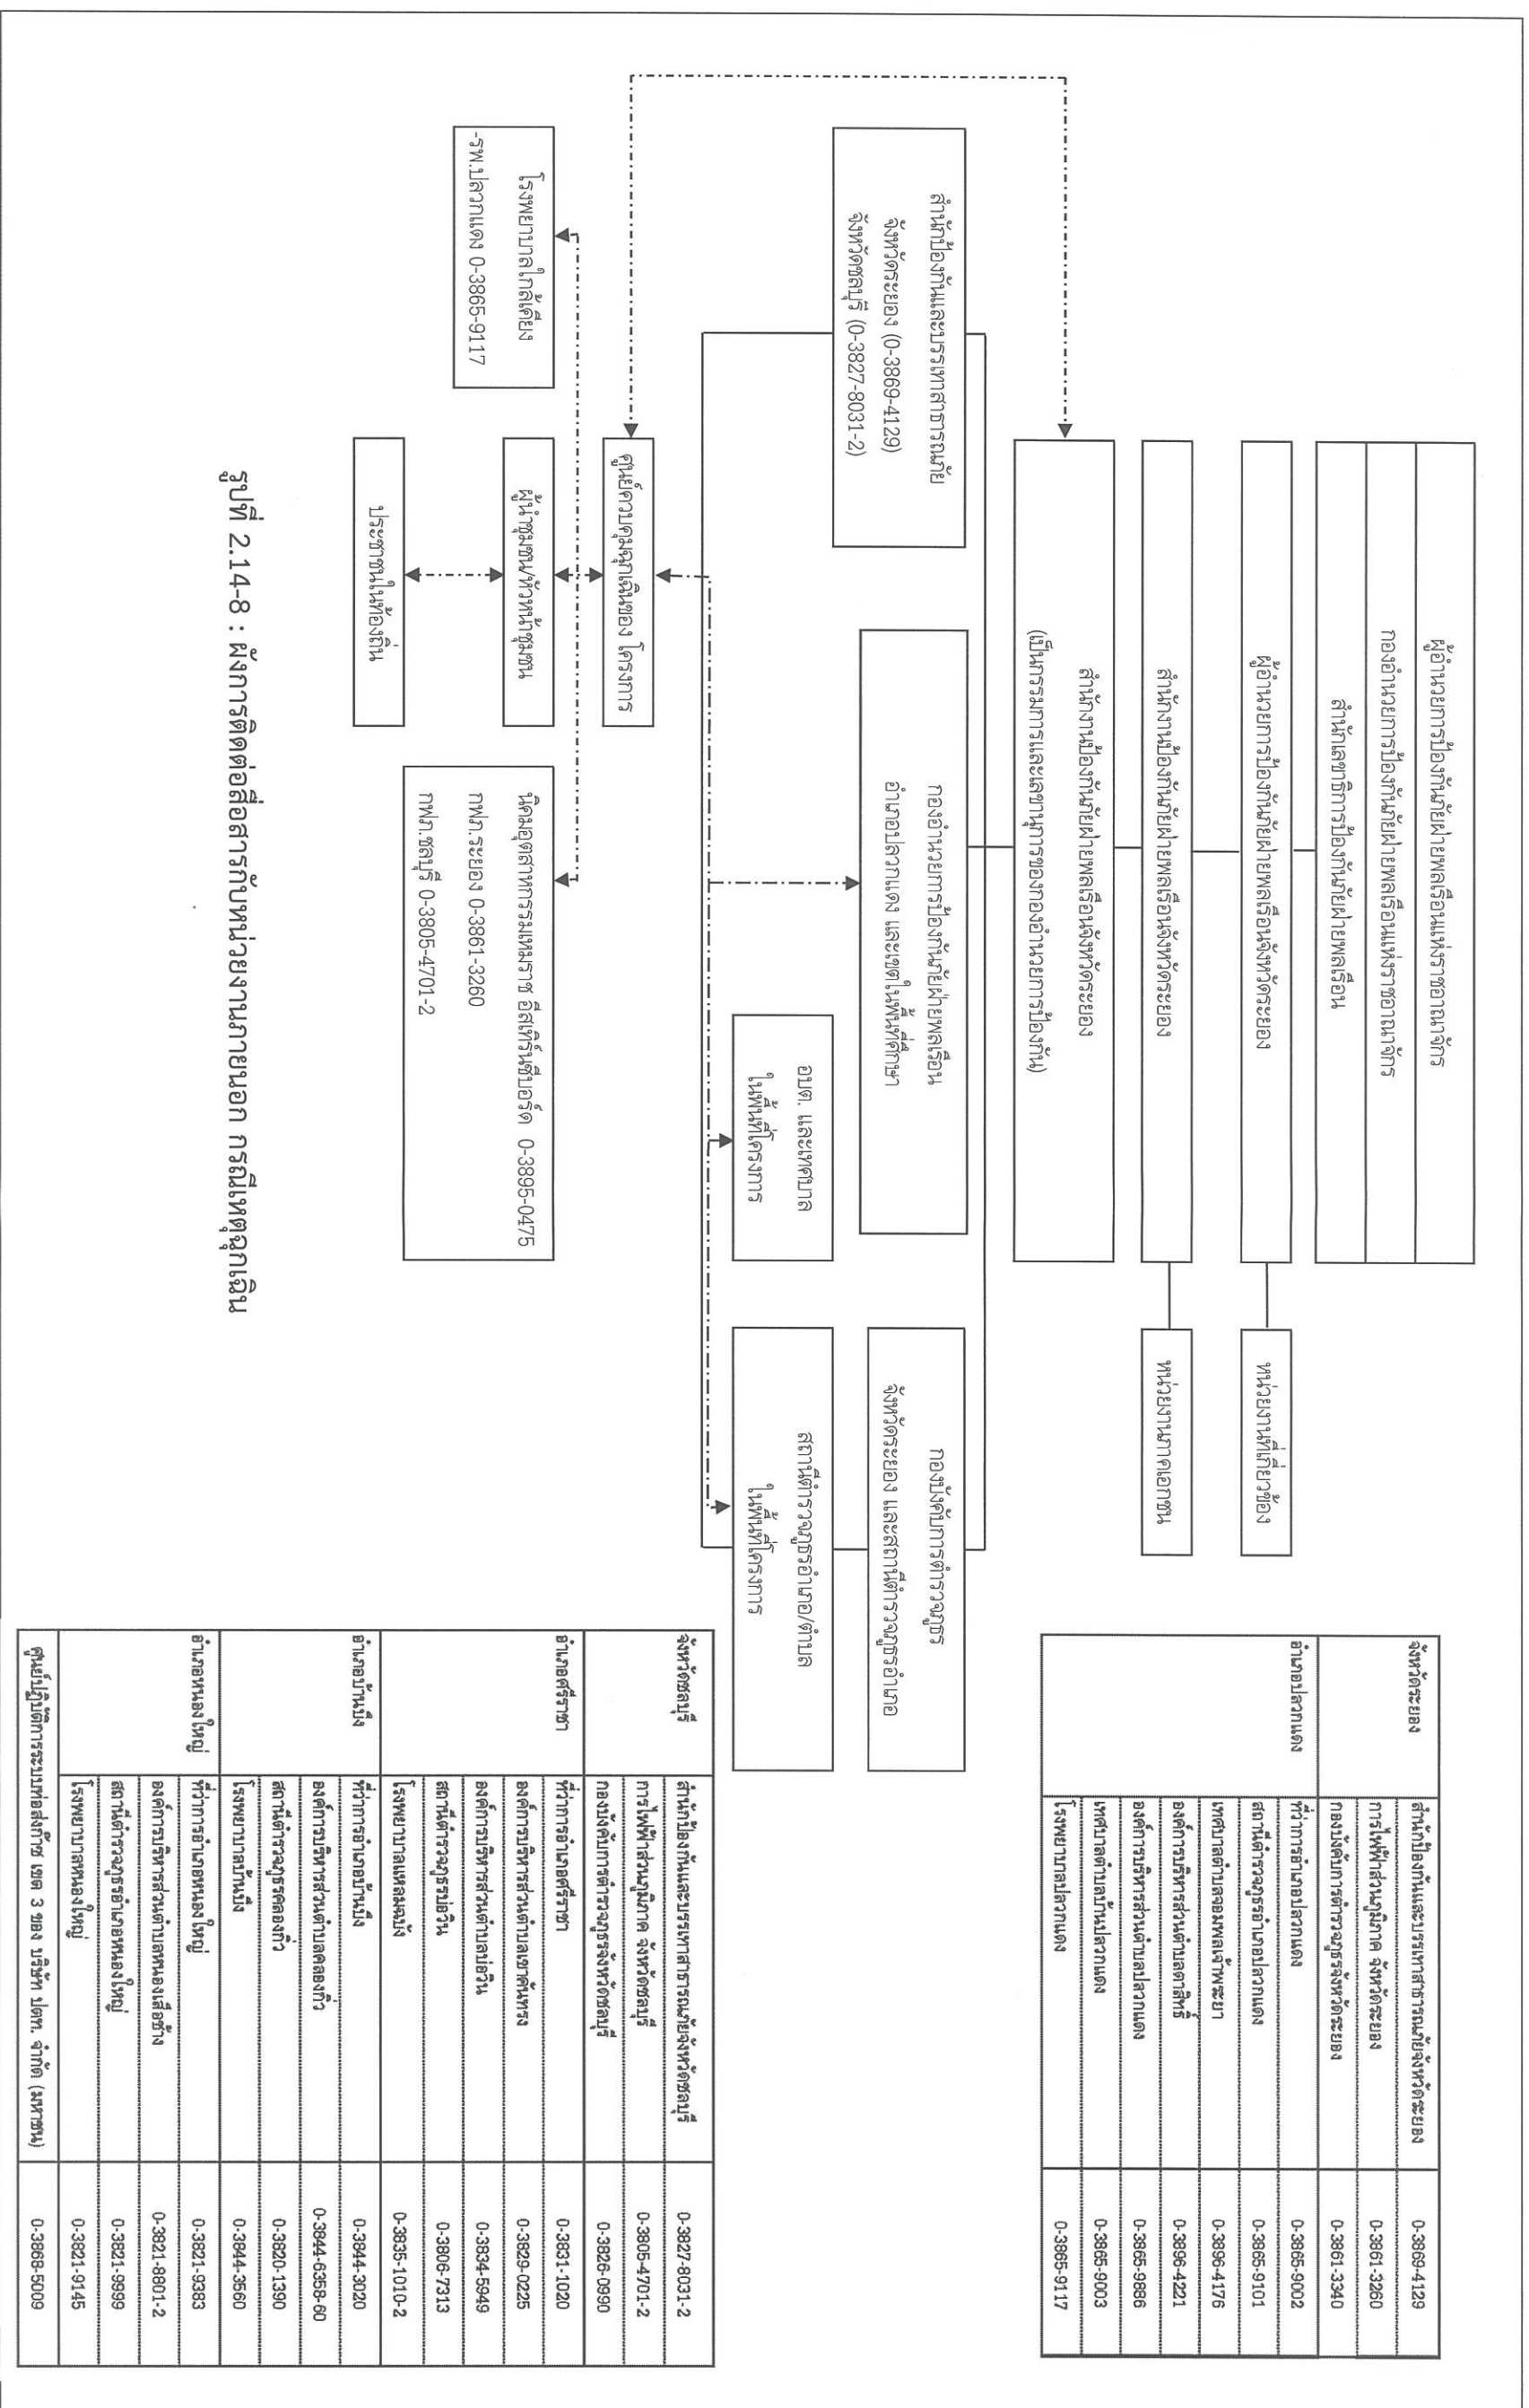 ผู้อำนวยการป้องกันภัยฝ่ายพลเรือนแห่งราชอาณาจักร
กองอำนวยการป้องกันภัยฝ่ายพลเรือนแห่งราชอาณาจักร
สำนักเลขาธิการป้องกันภัยฝ่ายพลเรือน
ผู้อำนวยการป้องกันภัยฝ่ายพลเรือนจังหวัดระยอง
หน่วยงานที่เกี่ยวข้อง
สำนักงานป้องกันภัยฝ่ายพลเรือนจังหวัดระยอง
หน่วยงานภาคเอกชน
สำนักงานป้องกันภัยฝ่ายพลเรือนจังหวัดระยอง
(เป็นกรรมการและเลขานุการของกองอำนวยการป้องกัน)
สำนักป้องกันและบรรเทาสาธารณภัย
จังหวัดระยอง (0-3869-4129)
จังหวัดชลบุรี (0-3827-8031-2)
กองอำนวยการป้องกันภัยฝ่ายพลเรือน
อำเภอปลวกแดง และเขตในพื้นที่ศึกษา
กองบังคับการตำรวจภูธร
จังหวัดระยอง และสถานีตำรวจภูธรอำเภอ
อบต. และเทศบาล
ในพื้นที่โครงการ
สถานีตำรวจภูธรอำเภอ/ตำบล
ในพื้นที่โครงการ
ศูนย์ควบคุมฉุกเฉินของ โครงการ
โรงพยาบาลใกล้เคียง
-รพ.ปลวกแดง 0-3865-9117
ผู้นำชุมชน/หัวหน้าชุมชน
นิคมอุตสาหกรรมเหมราช อีสเทิร์นซีบอร์ด 0-3895-0475
กฟภ.ระยอง 0-3861-3260
กฟภ.ชลบุรี 0-3805-4701-2
ประชาชนในท้องถิ่น
จังหวัดระยอง สำนักป้องกันและบรรเทาสาธารณภัยจังหวัดระยอง 0-3869-4129
การไฟฟ้าส่วนภูมิภาค จังหวัดระยอง 0-3861-3260
กองบังคับการตำรวจภูธรจังหวัดระยอง 0-3861-3340
อำเภอปลวกแดง ที่ว่าการอำเภอปลวกแดง 0-3865-9002
สถานีตำรวจภูธรอำเภอปลวกแดง 0-3865-9101
เทศบาลตำบลจอมพลเจ้าพระยา 0-3896-4176
องค์การบริหารส่วนตำบลตาสิทธิ์ 0-3896-4221
องค์การบริหารส่วนตำบลปลวกแดง 0-3865-9886
เทศบาลตำบลบ้านปลวกแดง 0-3865-9003
โรงพยาบาลปลวกแดง 0-3865-9117
จังหวัดชลบุรี สำนักป้องกันและบรรเทาสาธารณภัยจังหวัดชลบุรี 0-3827-8031-2
การไฟฟ้าส่วนภูมิภาค จังหวัดชลบุรี 0-3805-4701-2
กองบังคับการตำรวจภูธรจังหวัดชลบุรี 0-3826-0990
อำเภอศรีราชา ที่ว่าการอำเภอศรีราชา 0-3831-1020
องค์การบริหารส่วนตำบลเขาคันทรง 0-3829-0225
องค์การบริหารส่วนตำบลบ่อวิน 0-3834-5949
สถานีตำรวจภูธรบ่อวิน 0-3806-7313
โรงพยาบาลแหลมฉบัง 0-3835-1010-2
อำเภอบ้านบึง ที่ว่าการอำเภอบ้านบึง 0-3844-3020
องค์การบริหารส่วนตำบลคลองกิ่ว 0-3844-6358-60
สถานีตำรวจภูธรคลองกิ่ว 0-3820-1390
โรงพยาบาลบ้านบึง 0-3844-3560
อำเภอหนองใหญ่ ที่ว่าการอำเภอหนองใหญ่ 0-3821-9383
องค์การบริหารส่วนตำบลหนองเสือช้าง 0-3821-8801-2
สถานีตำรวจภูธรอำเภอหนองใหญ่ 0-3821-9999
โรงพยาบาลหนองใหญ่ 0-3821-9145
ศูนย์ปฏิบัติการระบบท่อส่งก๊าซ เขต 3 ของ บริษัท ปตท. จำกัด (มหาชน) 0-3868-5009
รูปที่ 2.14-8 : ผังการติดต่อสื่อสารกับหน่วยงานภายนอก กรณีเหตุฉุกเฉิน